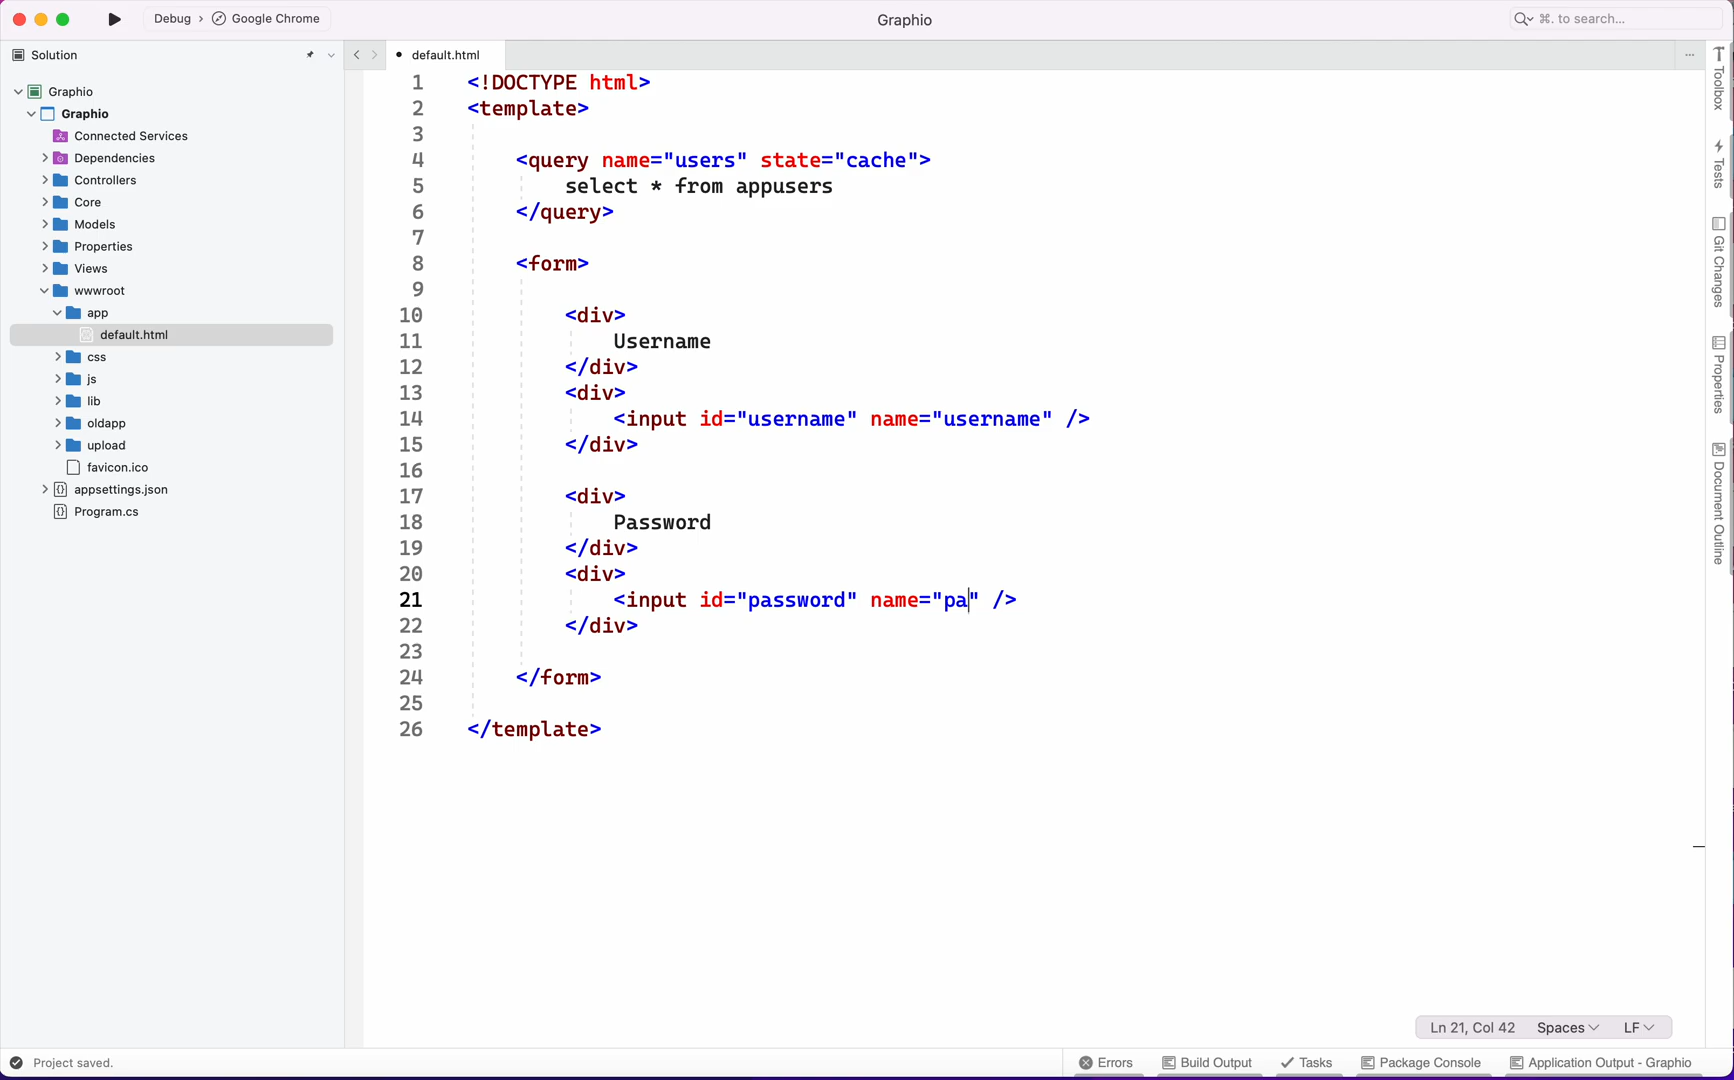 Debug › Google Chrome
Graphio
⌘. to search...
Solution
default.html
Graphio
Graphio
Connected Services
Dependencies
Controllers
Core
Models
Properties
Views
wwwroot
app
default.html
css
js
lib
oldapp
upload
favicon.ico
appsettings.json
Program.cs
1 <!DOCTYPE html>
2 <template>
3
4 <query name="users" state="cache">
5 select * from appusers
6 </query>
7
8 <form>
9
10 <div>
11 Username
12 </div>
13 <div>
14 <input id="username" name="username" />
15 </div>
16
17 <div>
18 Password
19 </div>
20 <div>
21 <input id="password" name="pa" />
22 </div>
23
24 </form>
25
26 </template>
Toolbox
Tests
Git Changes
Properties
Document Outline
Ln 21, Col 42 Spaces LF
Project saved.
Errors Build Output Tasks Package Console Application Output - Graphio